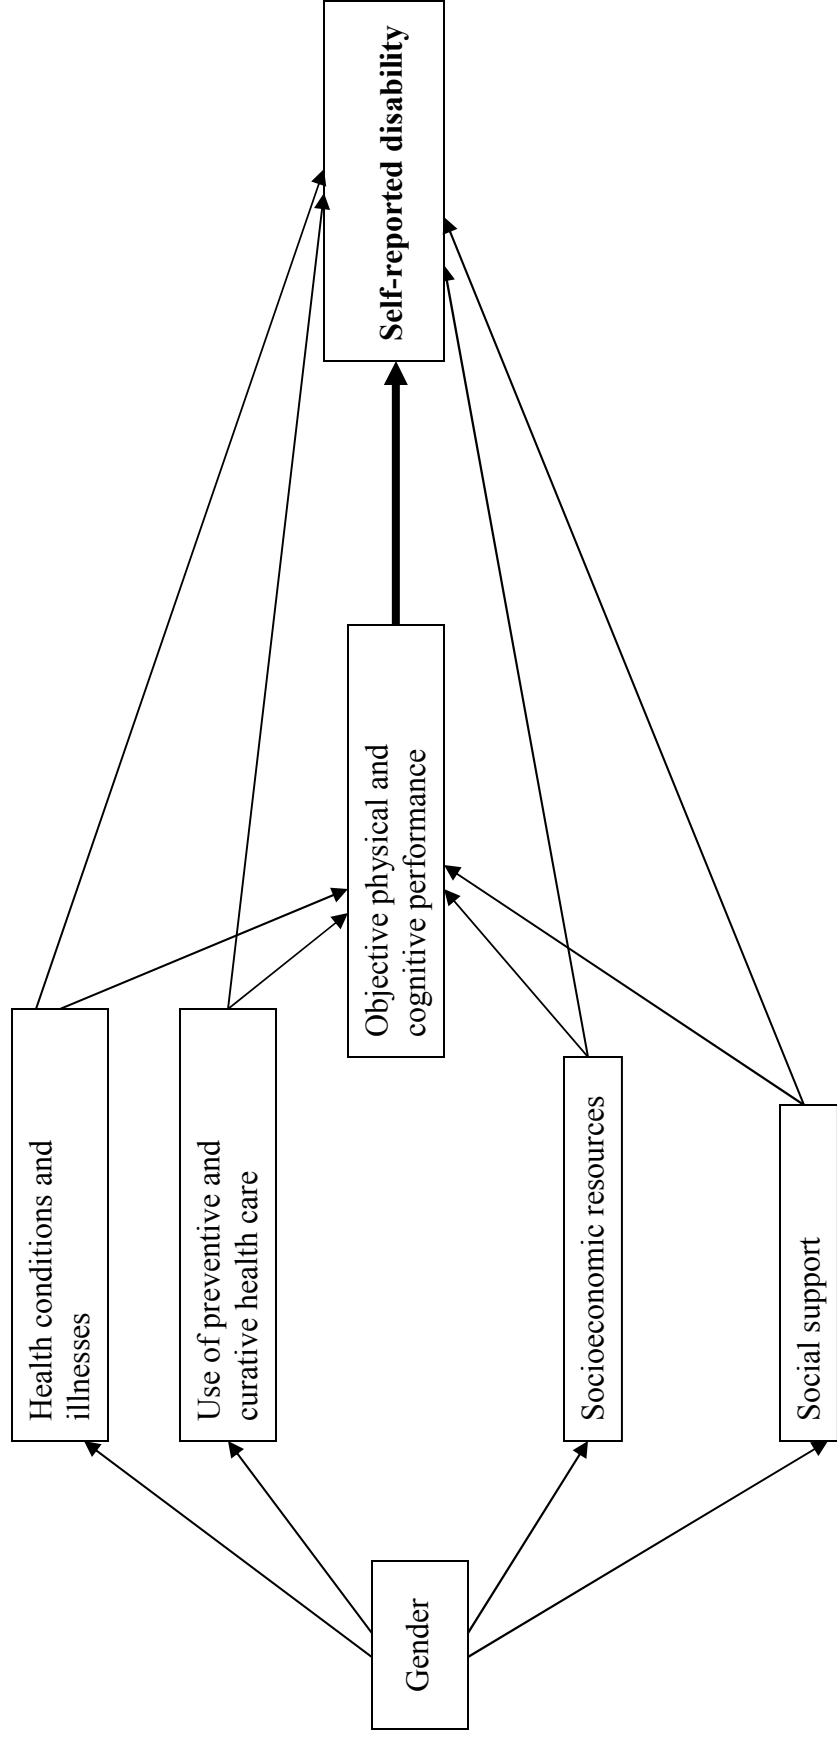 Health conditions and
illnesses
Use of preventive and
curative health care
Gender
Objective physical and
cognitive performance
Self-reported disability
Socioeconomic resources
Social support